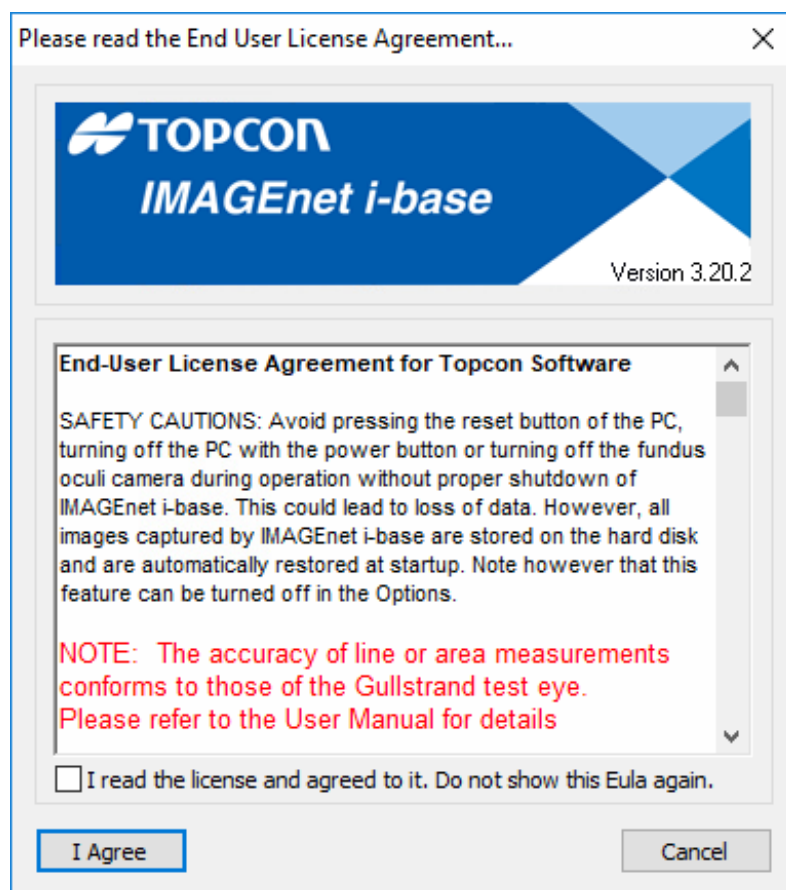 Please read the End User License Agreement...
TOPCON
IMAGEnet i-base
Version 3.20.2
End-User License Agreement for Topcon Software
SAFETY CAUTIONS: Avoid pressing the reset button of the PC,
turning off the PC with the power button or turning off the fundus
oculi camera during operation without proper shutdown of
IMAGEnet i-base. This could lead to loss of data. However, all
images captured by IMAGEnet i-base are stored on the hard disk
and are automatically restored at startup. Note however that this
feature can be turned off in the Options.
NOTE: The accuracy of line or area measurements
conforms to those of the Gullstrand test eye.
Please refer to the User Manual for details
I read the license and agreed to it. Do not show this Eula again.
I Agree
Cancel